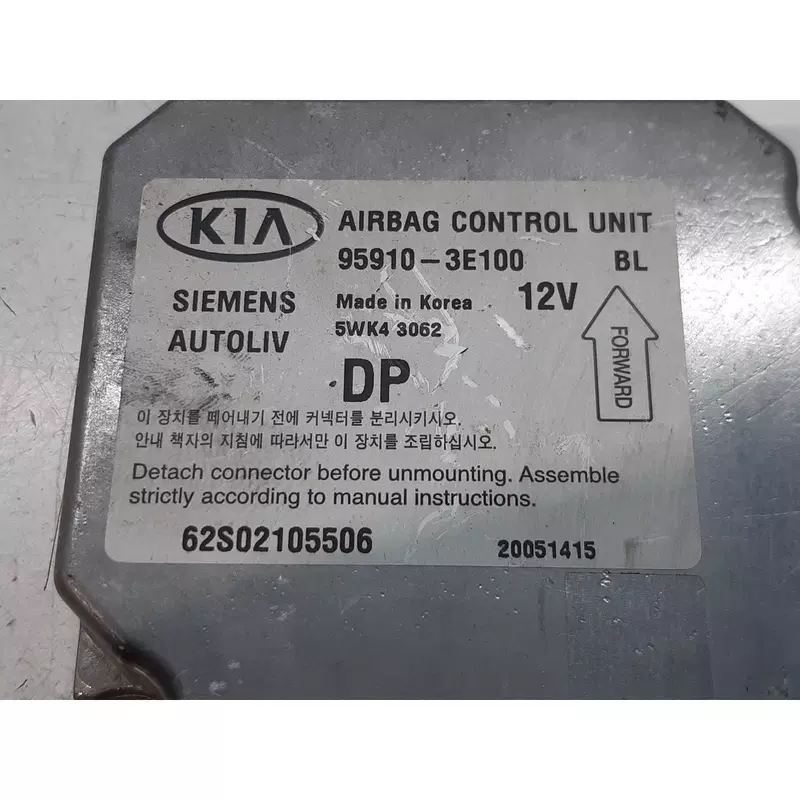 KIA AIRBAG CONTROL UNIT
95910-3E100 BL
SIEMENS Made in Korea 12V
AUTOLIV 5WK4 3062
FORWARD
DP
이 장치를 떼어내기 전에 커넥터를 분리시키시오.
안내 책자의 지침에 따라서만 이 장치를 조립하십시오.
Detach connector before unmounting. Assemble
strictly according to manual instructions.
62S02105506 20051415